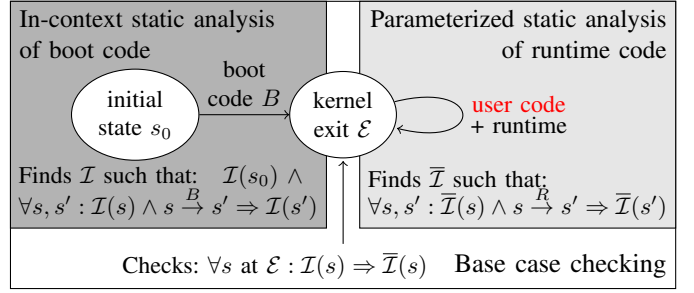 In-context static analysis
of boot code
Parameterized static analysis
of runtime code
initial
state s₀
boot
code B
kernel
exit ℰ
user code
+ runtime
Finds ℐ such that: ℐ(s₀) ∧
∀s, s′ : ℐ(s) ∧ s →ᴮ s′ ⇒ ℐ(s′)
Finds ℐ̅ such that:
∀s, s′ : ℐ̅(s) ∧ s →ᴿ s′ ⇒ ℐ̅(s′)
Checks: ∀s at ℰ : ℐ(s) ⇒ ℐ̅(s)
Base case checking